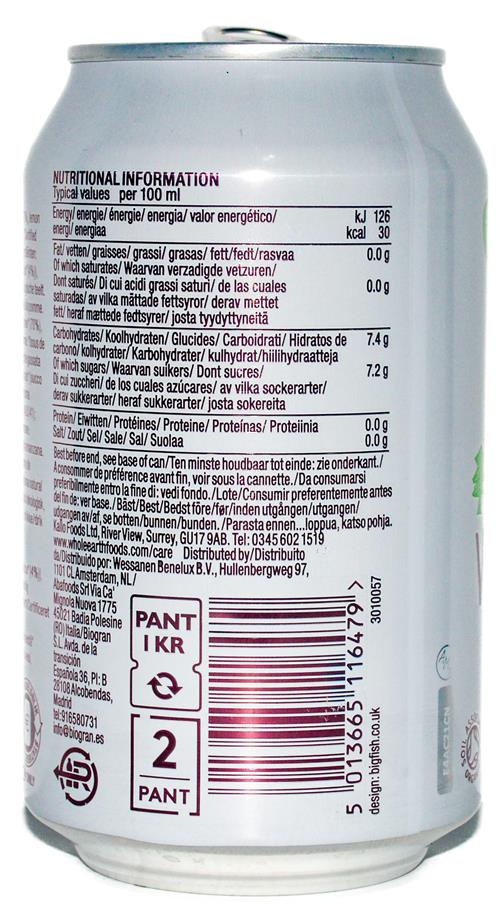 NUTRITIONAL INFORMATION
Typical values per 100 ml
Energy/ energie/ énergie/ energia/ valor energético/ kJ 126
energi/ energiaa kcal 30
Fat/ vetten/ graisses/ grassi/ grasas/ fett/fedt/rasvaa 0.0 g
Of which saturates/ Waarvan verzadigde vetzuren/
Dont saturés/ Di cui acidi grassi saturi/ de las cuales 0.0 g
saturadas/ av vilka mättade fettsyror/ derav mettet
fett/ heraf mættede fedtsyrer/ josta tyydyttyneitä
Carbohydrates/ Koolhydraten/ Glucides/ Carboidrati/ Hidratos de 7.4 g
carbono/ kolhydrater/ Karbohydrater/ kulhydrat/hiilihydraatteja
Of which sugars/ Waarvan suikers/ Dont sucres/ 7.2 g
Di cui zuccheri/ de los cuales azúcares/ av vilka sockerarter/
derav sukkerarter/ heraf sukkerarter/ josta sokereita
Protein/ Eiwitten/ Protéines/ Proteine/ Proteínas/ Proteiinia 0.0 g
Salt/ Zout/ Sel/ Sale/ Sal/ Suolaa 0.0 g
Best before end, see base of can/Ten minste houdbaar tot einde: zie onderkant./
A consommer de préférence avant fin, voir sous la cannette./Da consumarsi
preferibilmente entro la fine di: vedi fondo./Lote/Consumir preferentemente antes
del fin de: ver base./Bäst/Best/Bedst före/før/inden utgången/utgangen/
udgangen av/af, se botten/bunnen/bunden./Parasta ennen...loppua, katso pohja.
Kallo Foods Ltd, River View, Surrey, GU17 9AB. Tel: 0345 602 1519
www.wholeearthfoods.com/care Distributed by/Distribuito
da/Distribuido por: Wessanen Benelux B.V., Hullenbergweg 97,
1101 CL Amsterdam, NL/
Abafoods Srl Via Ca'
Mignola Nuova 1775
45021 Badia Polesine
(RO) Italia/Biogran
S.L. Avda. de la
transición
Española 36, Pl: B
28108 Alcobendas,
Madrid
tel:916580731
info@biogran.es
PANT
1 KR
2
PANT
5 013665 116479 >
3010057
design: bigfish.co.uk
E4AC21CN
SOIL